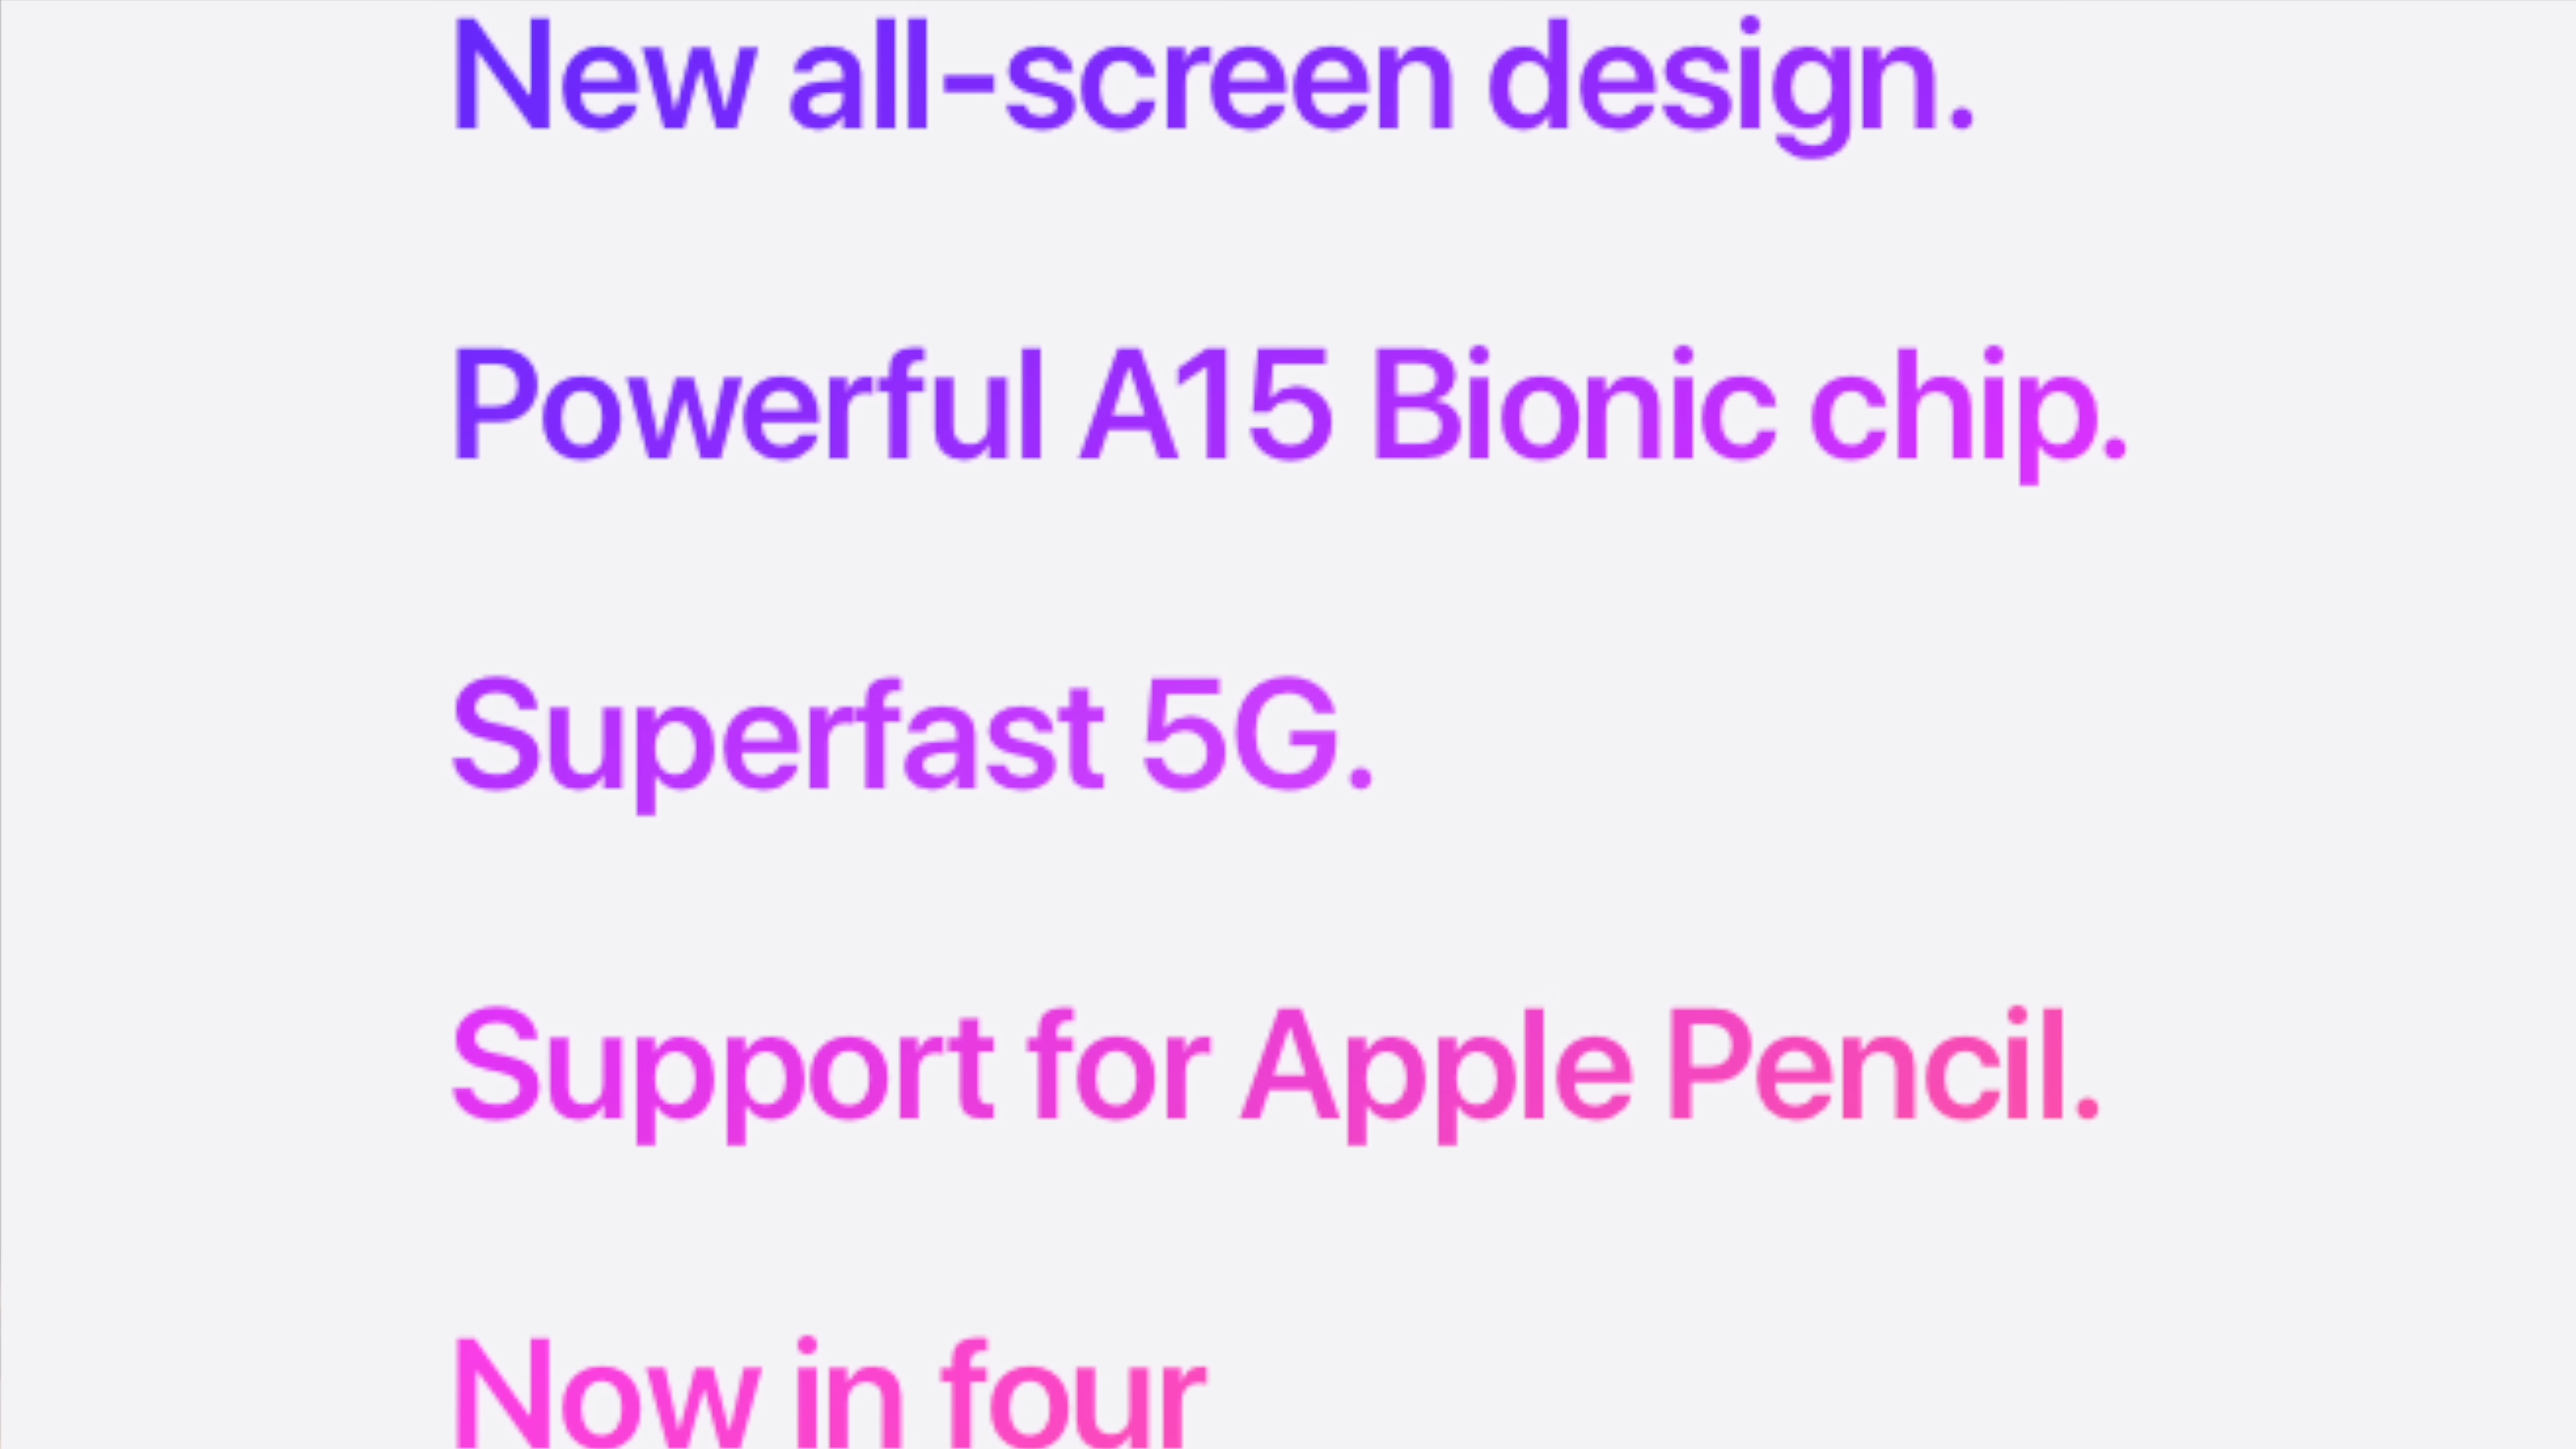 New all-screen design.
Powerful A15 Bionic chip.
Superfast 5G.
Support for Apple Pencil.
Now in four